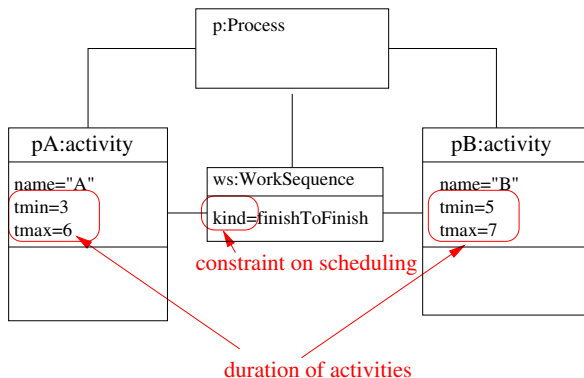 p:Process
pA:activity
name="A"
tmin=3
tmax=6
ws:WorkSequence
kind=finishToFinish
pB:activity
name="B"
tmin=5
tmax=7
constraint on scheduling
duration of activities